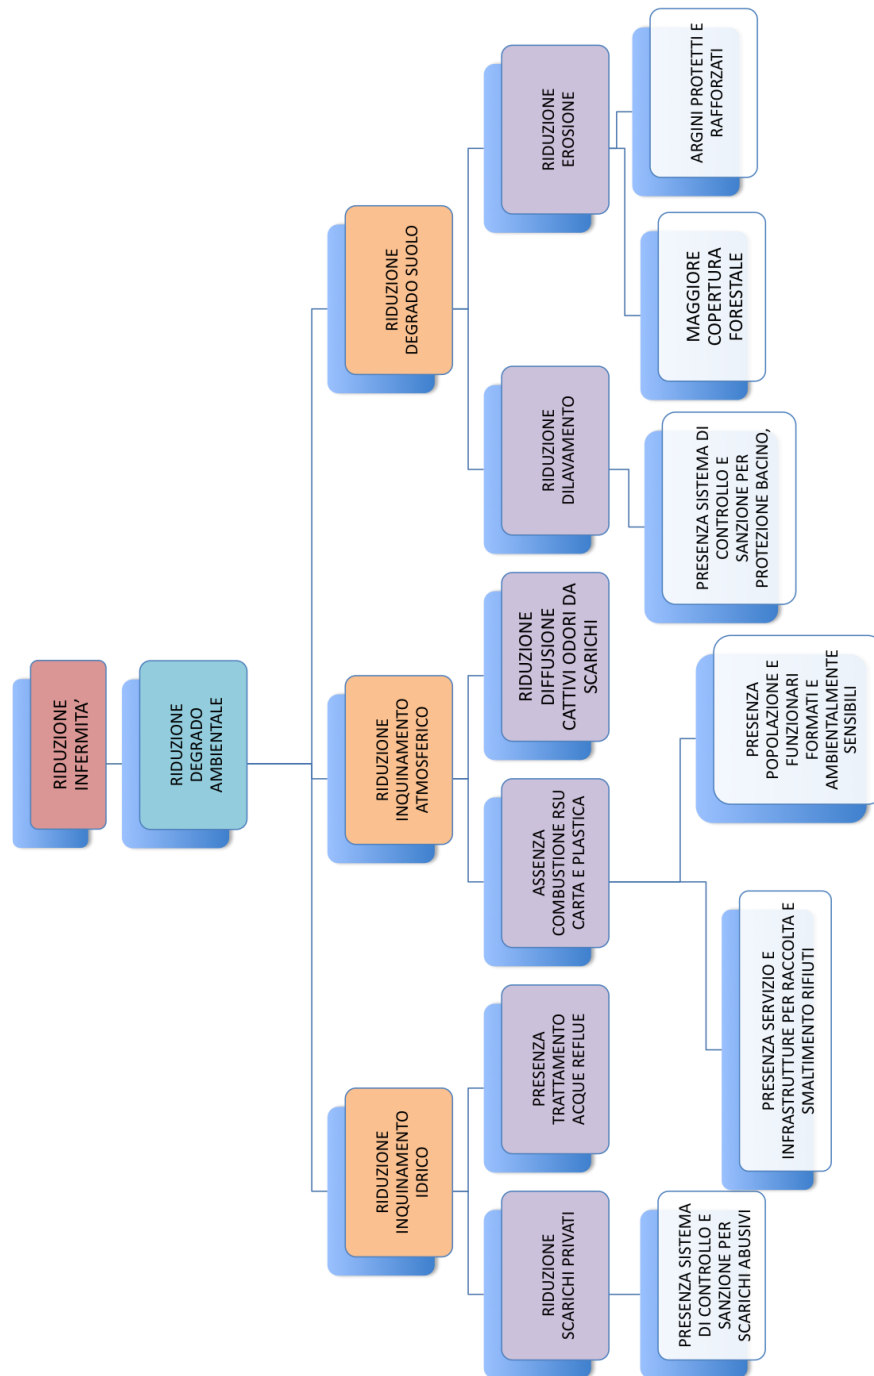 RIDUZIONE
INFERMITA’
RIDUZIONE
DEGRADO
AMBIENTALE
RIDUZIONE
INQUINAMENTO
IDRICO
RIDUZIONE
INQUINAMENTO
ATMOSFERICO
RIDUZIONE
DEGRADO SUOLO
RIDUZIONE
SCARICHI PRIVATI
PRESENZA
TRATTAMENTO
ACQUE REFLUE
ASSENZA
COMBUSTIONE RSU
CARTA E PLASTICA
RIDUZIONE
DIFFUSIONE
CATTIVI ODORI DA
SCARICHI
RIDUZIONE
DILAVAMENTO
RIDUZIONE
EROSIONE
PRESENZA SISTEMA
DI CONTROLLO E
SANZIONE PER
SCARICHI ABUSIVI
PRESENZA SERVIZIO E
INFRASTRUTTURE PER RACCOLTA E
SMALTIMENTO RIFIUTI
PRESENZA
POPOLAZIONE E
FUNZIONARI
FORMATI E
AMBIENTALMENTE
SENSIBILI
PRESENZA SISTEMA DI
CONTROLLO E
SANZIONE PER
PROTEZIONE BACINO,
MAGGIORE
COPERTURA
FORESTALE
ARGINI PROTETTI E
RAFFORZATI